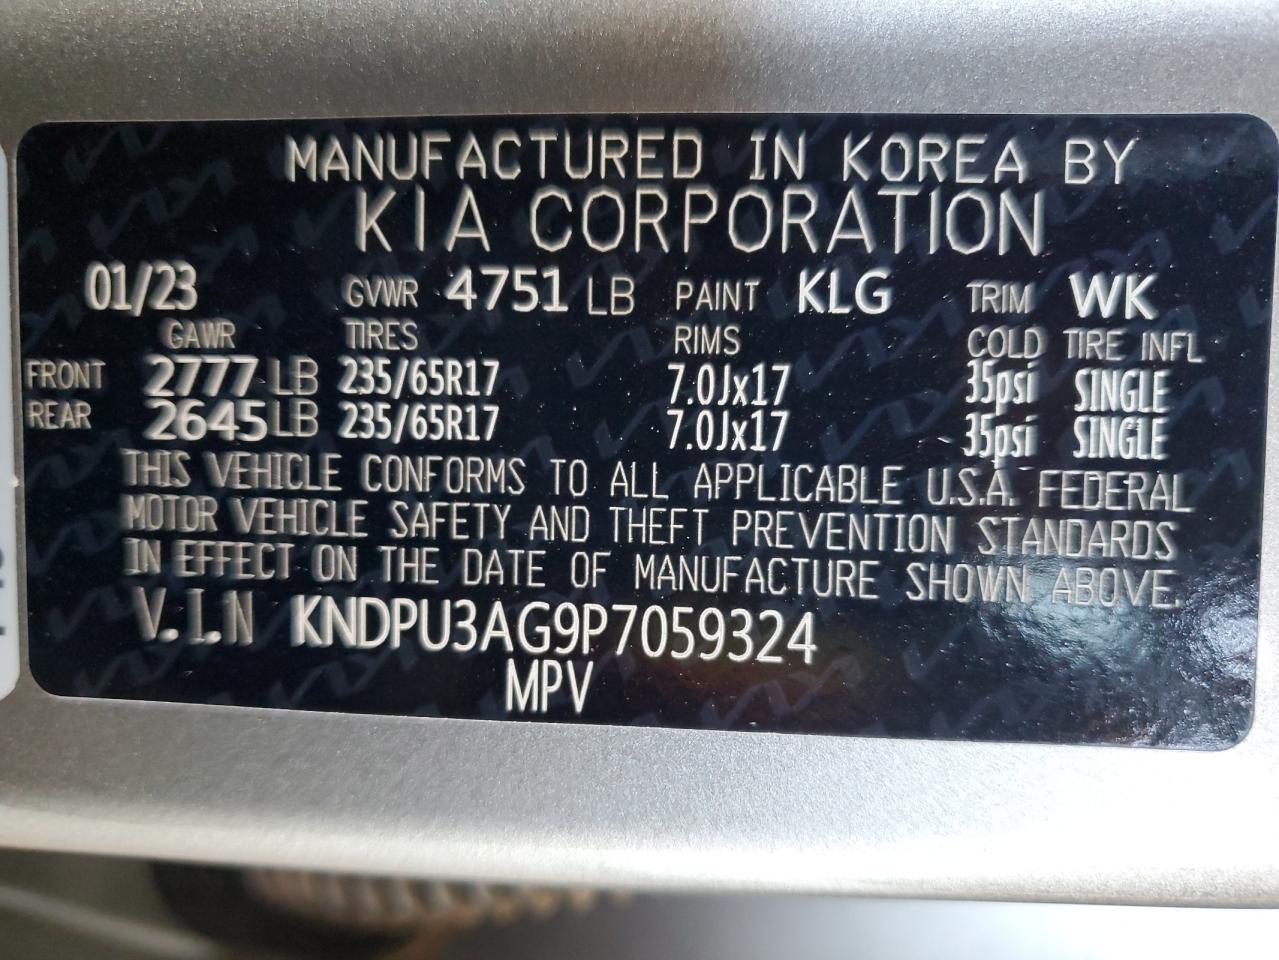 MANUFACTURED IN KOREA BY
KIA CORPORATION
01/23 GVWR 4751 LB PAINT KLG TRIM WK
GAWR TIRES RIMS COLD TIRE INFL
FRONT 2777 LB 235/65R17 7.0Jx17 35psi SINGLE
REAR 2645 LB 235/65R17 7.0Jx17 35psi SINGLE
THIS VEHICLE CONFORMS TO ALL APPLICABLE U.S.A. FEDERAL
MOTOR VEHICLE SAFETY AND THEFT PREVENTION STANDARDS
IN EFFECT ON THE DATE OF MANUFACTURE SHOWN ABOVE.
V.I.N KNDPU3AG9P7059324
MPV